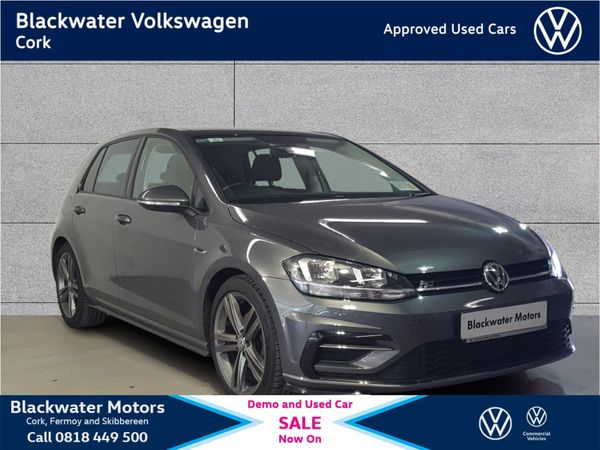 Blackwater Volkswagen
Cork
Approved Used Cars
Blackwater Motors
Blackwater Motors
Cork, Fermoy and Skibbereen
Call 0818 449 500
Demo and Used Car
SALE
Now On
Commercial
Vehicles